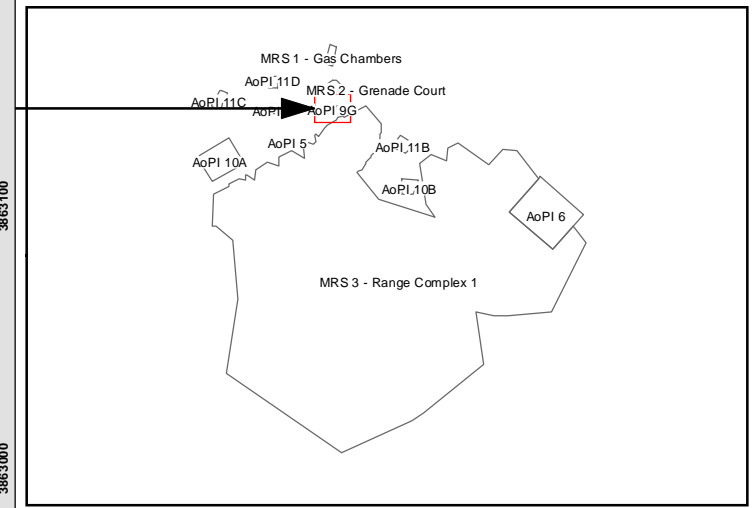 MRS 1 - Gas Chambers
AoPI 11D
MRS 2 - Grenade Court
AoPI 11C
AoPI 9G
AoPI 5
AoPI 11B
AoPI 10A
AoPI 10B
3863100
AoPI 6
MRS 3 - Range Complex 1
3863000